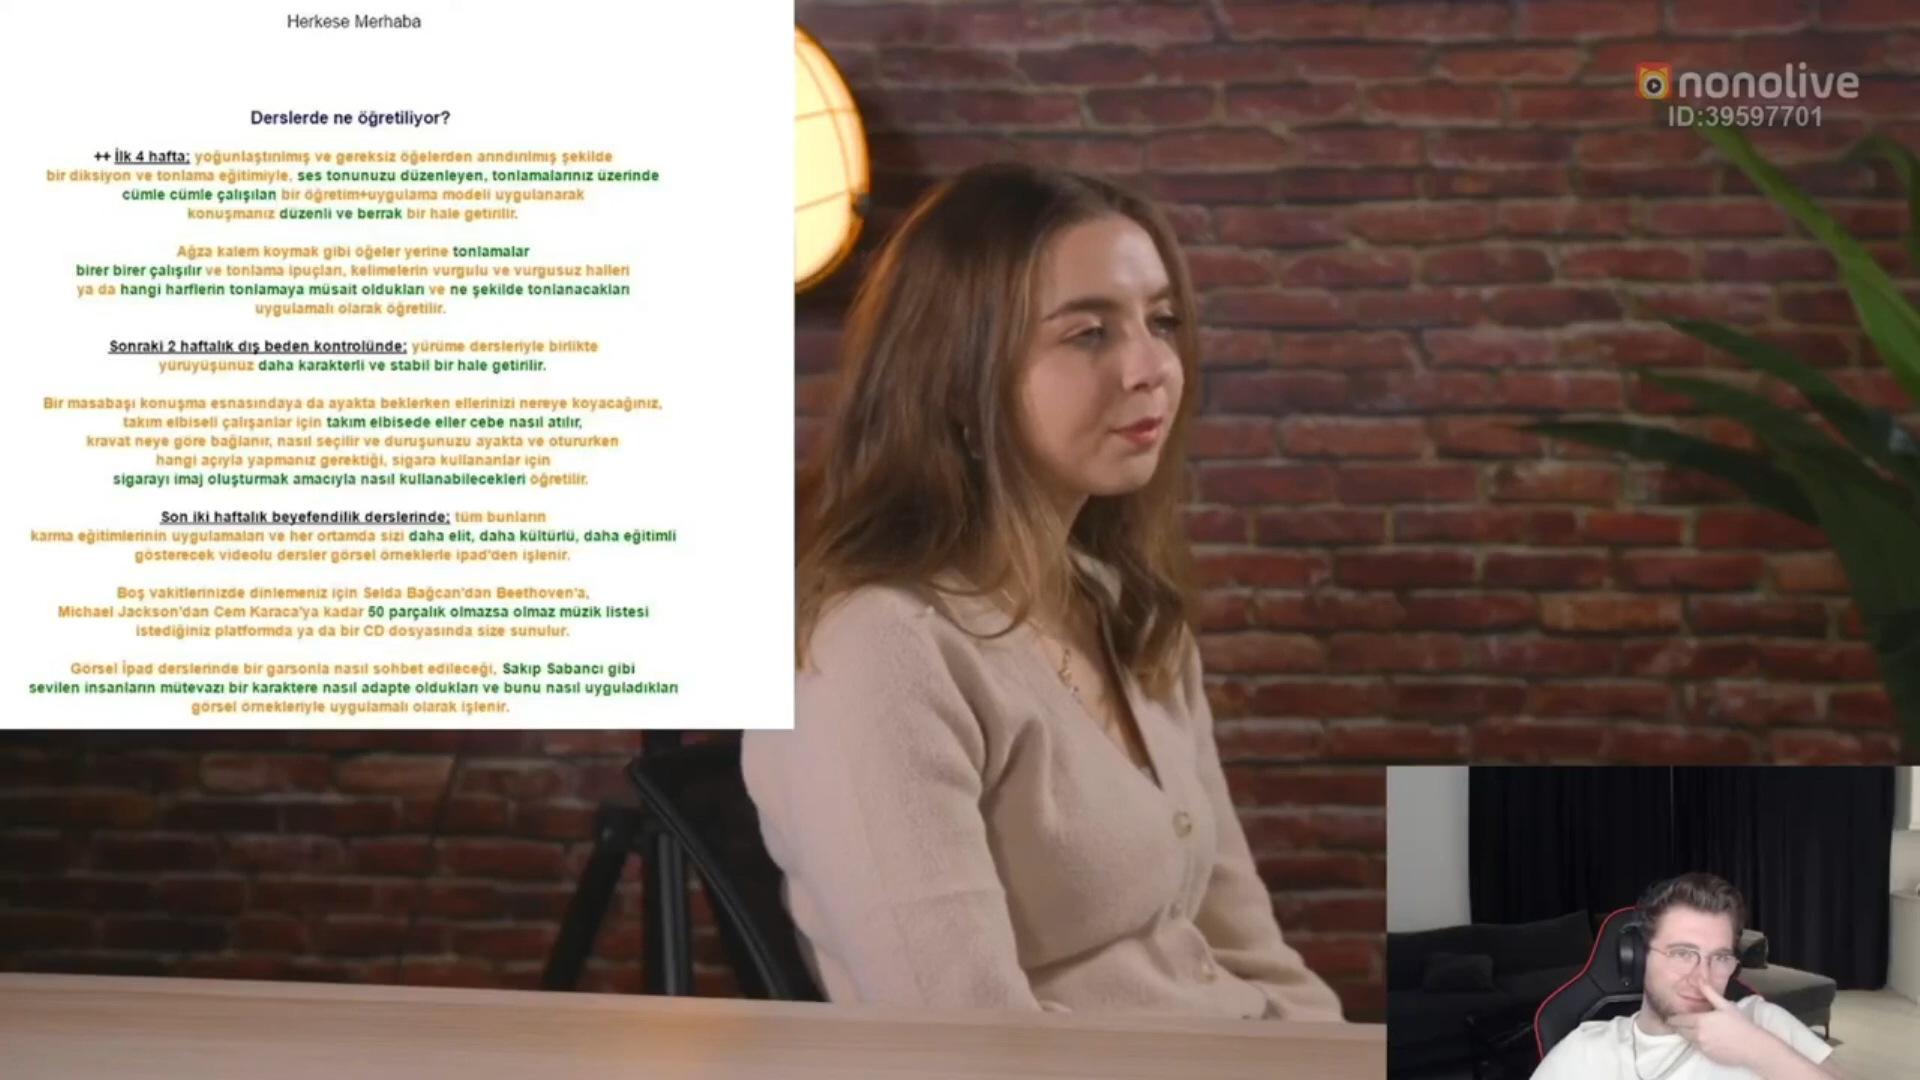 Herkese Merhaba
Derslerde ne öğretiliyor?
++ İlk 4 hafta; yoğunlaştırılmış ve gereksiz öğelerden arındırılmış şekilde
bir diksiyon ve tonlama eğitimiyle, ses tonunuzu düzenleyen, tonlamalarınız üzerinde
cümle cümle çalışılan bir öğretim+uygulama modeli uygulanarak
konuşmanız düzenli ve berrak bir hale getirilir.
Ağza kalem koymak gibi öğeler yerine tonlamalar
birer birer çalışılır ve tonlama ipuçları, kelimelerin vurgulu ve vurgusuz halleri
ya da hangi harflerin tonlamaya müsait oldukları ve ne şekilde tonlanacakları
uygulamalı olarak öğretilir.
Sonraki 2 haftalık dış beden kontrolünde; yürüme dersleriyle birlikte
yürüyüşünüz daha karakterli ve stabil bir hale getirilir.
Bir masabaşı konuşma esnasındaya da ayakta beklerken ellerinizi nereye koyacağınız,
takım elbiseli çalışanlar için takım elbisede eller cebe nasıl atılır,
kravat neye göre bağlanır, nasıl seçilir ve duruşunuzu ayakta ve otururken
hangi açıyla yapmanız gerektiği, sigara kullananlar için
sigarayı imaj oluşturmak amacıyla nasıl kullanabilecekleri öğretilir.
Son iki haftalık beyefendilik derslerinde; tüm bunların
karma eğitimlerinin uygulamaları ve her ortamda sizi daha elit, daha kültürlü, daha eğitimli
gösterecek videolu dersler görsel örneklerle ipad'den işlenir.
Boş vakitlerinizde dinlemeniz için Selda Bağcan'dan Beethoven'a,
Michael Jackson'dan Cem Karaca'ya kadar 50 parçalık olmazsa olmaz müzik listesi
istediğiniz platformda ya da bir CD dosyasında size sunulur.
Görsel İpad derslerinde bir garsonla nasıl sohbet edileceği, Sakıp Sabancı gibi
sevilen insanların mütevazı bir karaktere nasıl adapte oldukları ve bunu nasıl uyguladıkları
görsel örnekleriyle uygulamalı olarak işlenir.
nonolive
ID:39597701